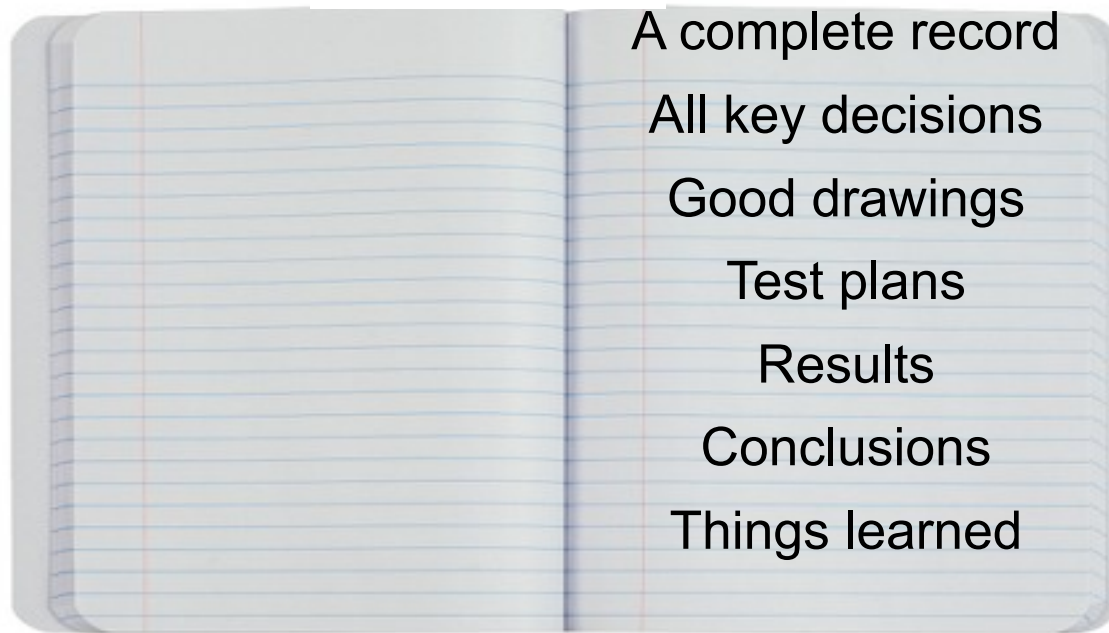 A complete record
All key decisions
Good drawings
Test plans
Results
Conclusions
Things learned